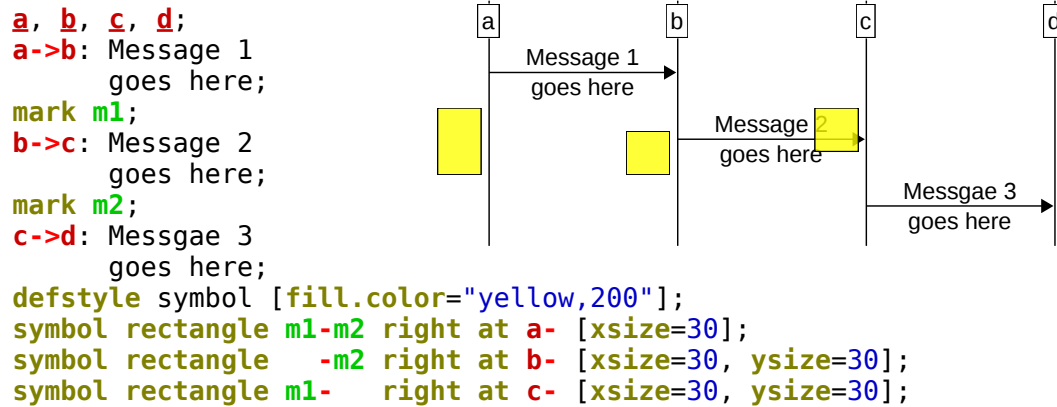 a, b, c, d;
a->b: Message 1
      goes here;
mark m1;
b->c: Message 2
      goes here;
mark m2;
c->d: Messgae 3
      goes here;
defstyle symbol [fill.color="yellow,200"];
symbol rectangle m1-m2 right at a- [xsize=30];
symbol rectangle   -m2 right at b- [xsize=30, ysize=30];
symbol rectangle m1-   right at c- [xsize=30, ysize=30];
a b c d
Message 1
goes here
Message 2
goes here
Messgae 3
goes here